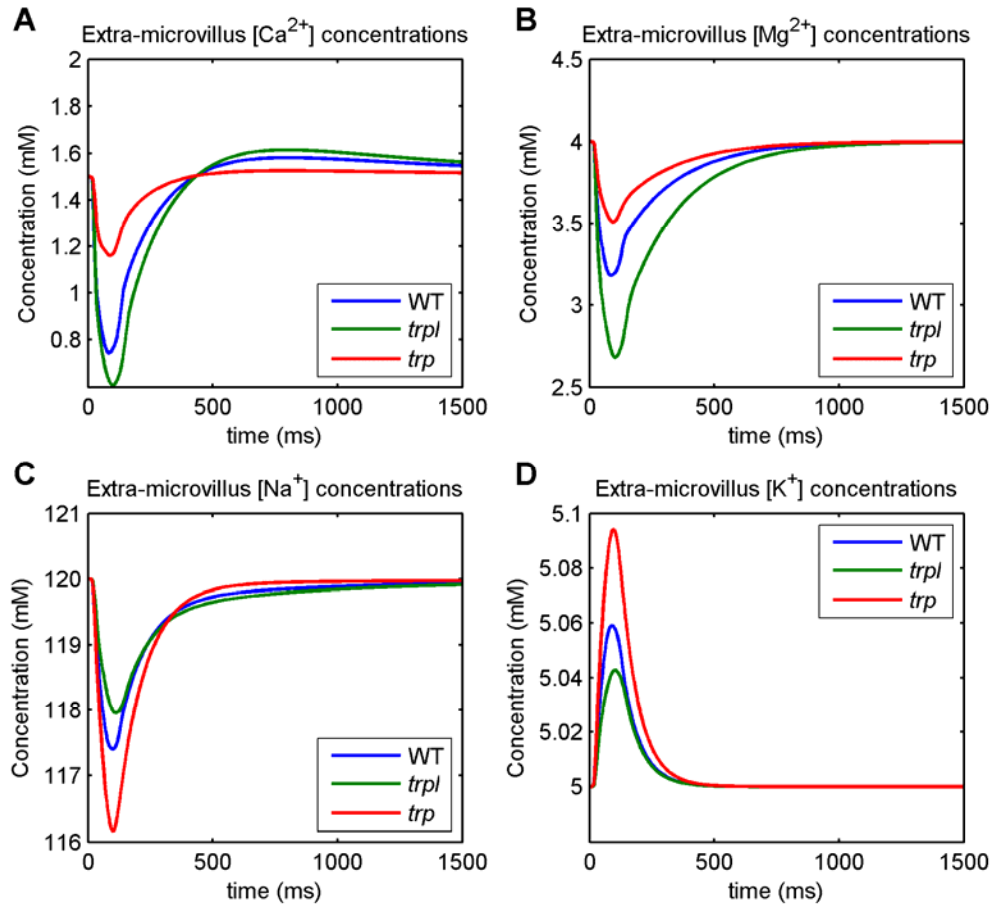 A
Extra-microvillus [Ca2+] concentrations
2
1.8
1.6
1.4
1.2
1
0.8
Concentration (mM)
0 500 1000 1500
time (ms)
WT
trpl
trp
B
Extra-microvillus [Mg2+] concentrations
4.5
4
3.5
3
2.5
Concentration (mM)
0 500 1000 1500
time (ms)
WT
trpl
trp
C
Extra-microvillus [Na+] concentrations
121
120
119
118
117
116
Concentration (mM)
0 500 1000 1500
time (ms)
WT
trpl
trp
D
Extra-microvillus [K+] concentrations
5.1
5.08
5.06
5.04
5.02
5
Concentration (mM)
0 500 1000 1500
time (ms)
WT
trpl
trp